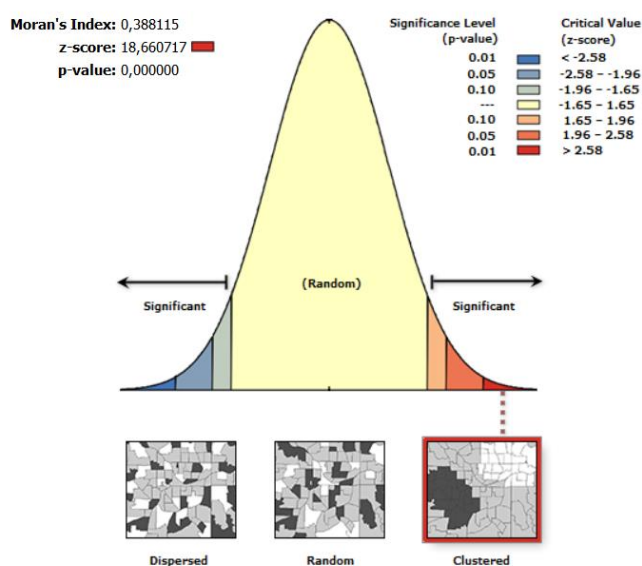 Moran's Index: 0,388115
z-score: 18,660717
p-value: 0,000000
Significance Level
(p-value)
Critical Value
(z-score)
0.01 < -2.58
0.05 -2.58 – -1.96
0.10 -1.96 – -1.65
--- -1.65 – 1.65
0.10 1.65 – 1.96
0.05 1.96 – 2.58
0.01 > 2.58
(Random)
Significant
Significant
Dispersed
Random
Clustered